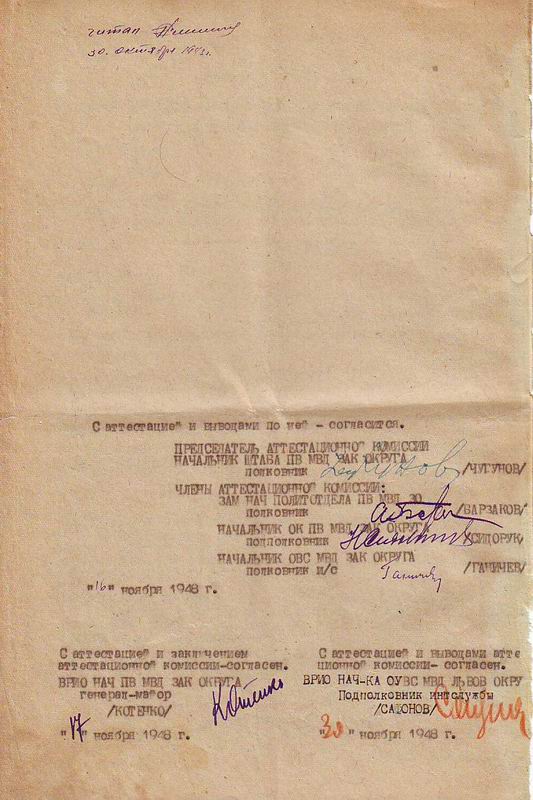 читал
30. октября
С аттестацией и выводами по ней - согласится.
ПРЕДСЕДАТЕЛЬ АТТЕСТАЦИОННОЙ КОМИССИИ
НАЧАЛЬНИК ШТАБА ПВ МВД ЗАК ОКРУГА
полковник Чугунов /ЧУГУНОВ/
ЧЛЕНЫ АТТЕСТАЦИОННОЙ КОМИССИИ:
ЗАМ НАЧ ПОЛИТОТДЕЛА ПВ МВД ЗО
полковник /БАРЗАКОВ/
НАЧАЛЬНИК ОК ПВ МВД ЗАК ОКРУГА
подполковник /СИДОРУК/
НАЧАЛЬНИК ОВС МВД ЗАК ОКРУГА
полковник и/с Ганичев /ГАНИЧЕВ/
"16" ноября 1948 г.
С аттестацией и заключением
аттестационной комиссии-согласен.
ВРИО НАЧ ПВ МВД ЗАК ОКРУГА
генерал-майор
/КОТЕНКО/ Котенко
"17" ноября 1948 г.
С аттестацией и выводами атте
ционной комиссии- согласен.
ВРИО НАЧ-КА ОУВС МВД ЛЬВОВ ОКРУ
Подполковник интслужбы
/САФОНОВ/
"30" ноября 1948 г.